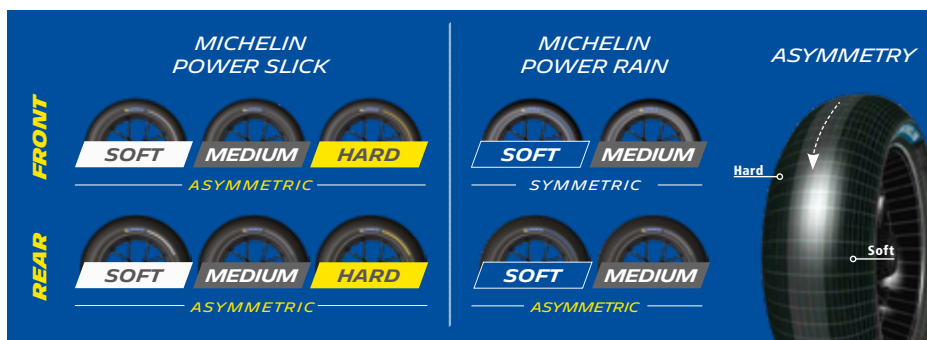 MICHELIN
POWER SLICK
MICHELIN
POWER RAIN
ASYMMETRY
FRONT
SOFT
MEDIUM
HARD
SOFT
MEDIUM
ASYMMETRIC
SYMMETRIC
Hard
Soft
REAR
SOFT
MEDIUM
HARD
SOFT
MEDIUM
ASYMMETRIC
ASYMMETRIC